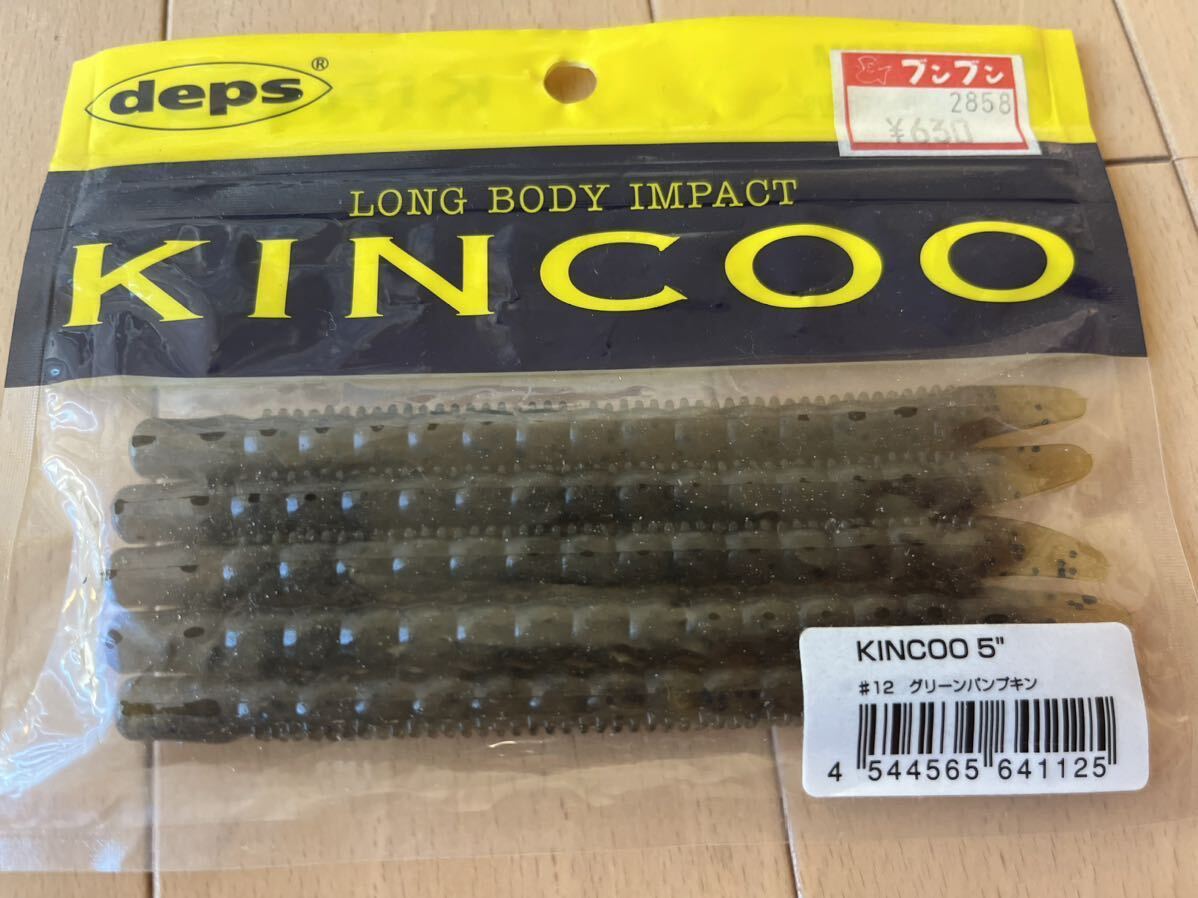 deps®
ブンブン
2858
¥630
LONG BODY IMPACT
KINCOO
KINCOO 5"
#12 グリーンパンプキン
4 544565 641125